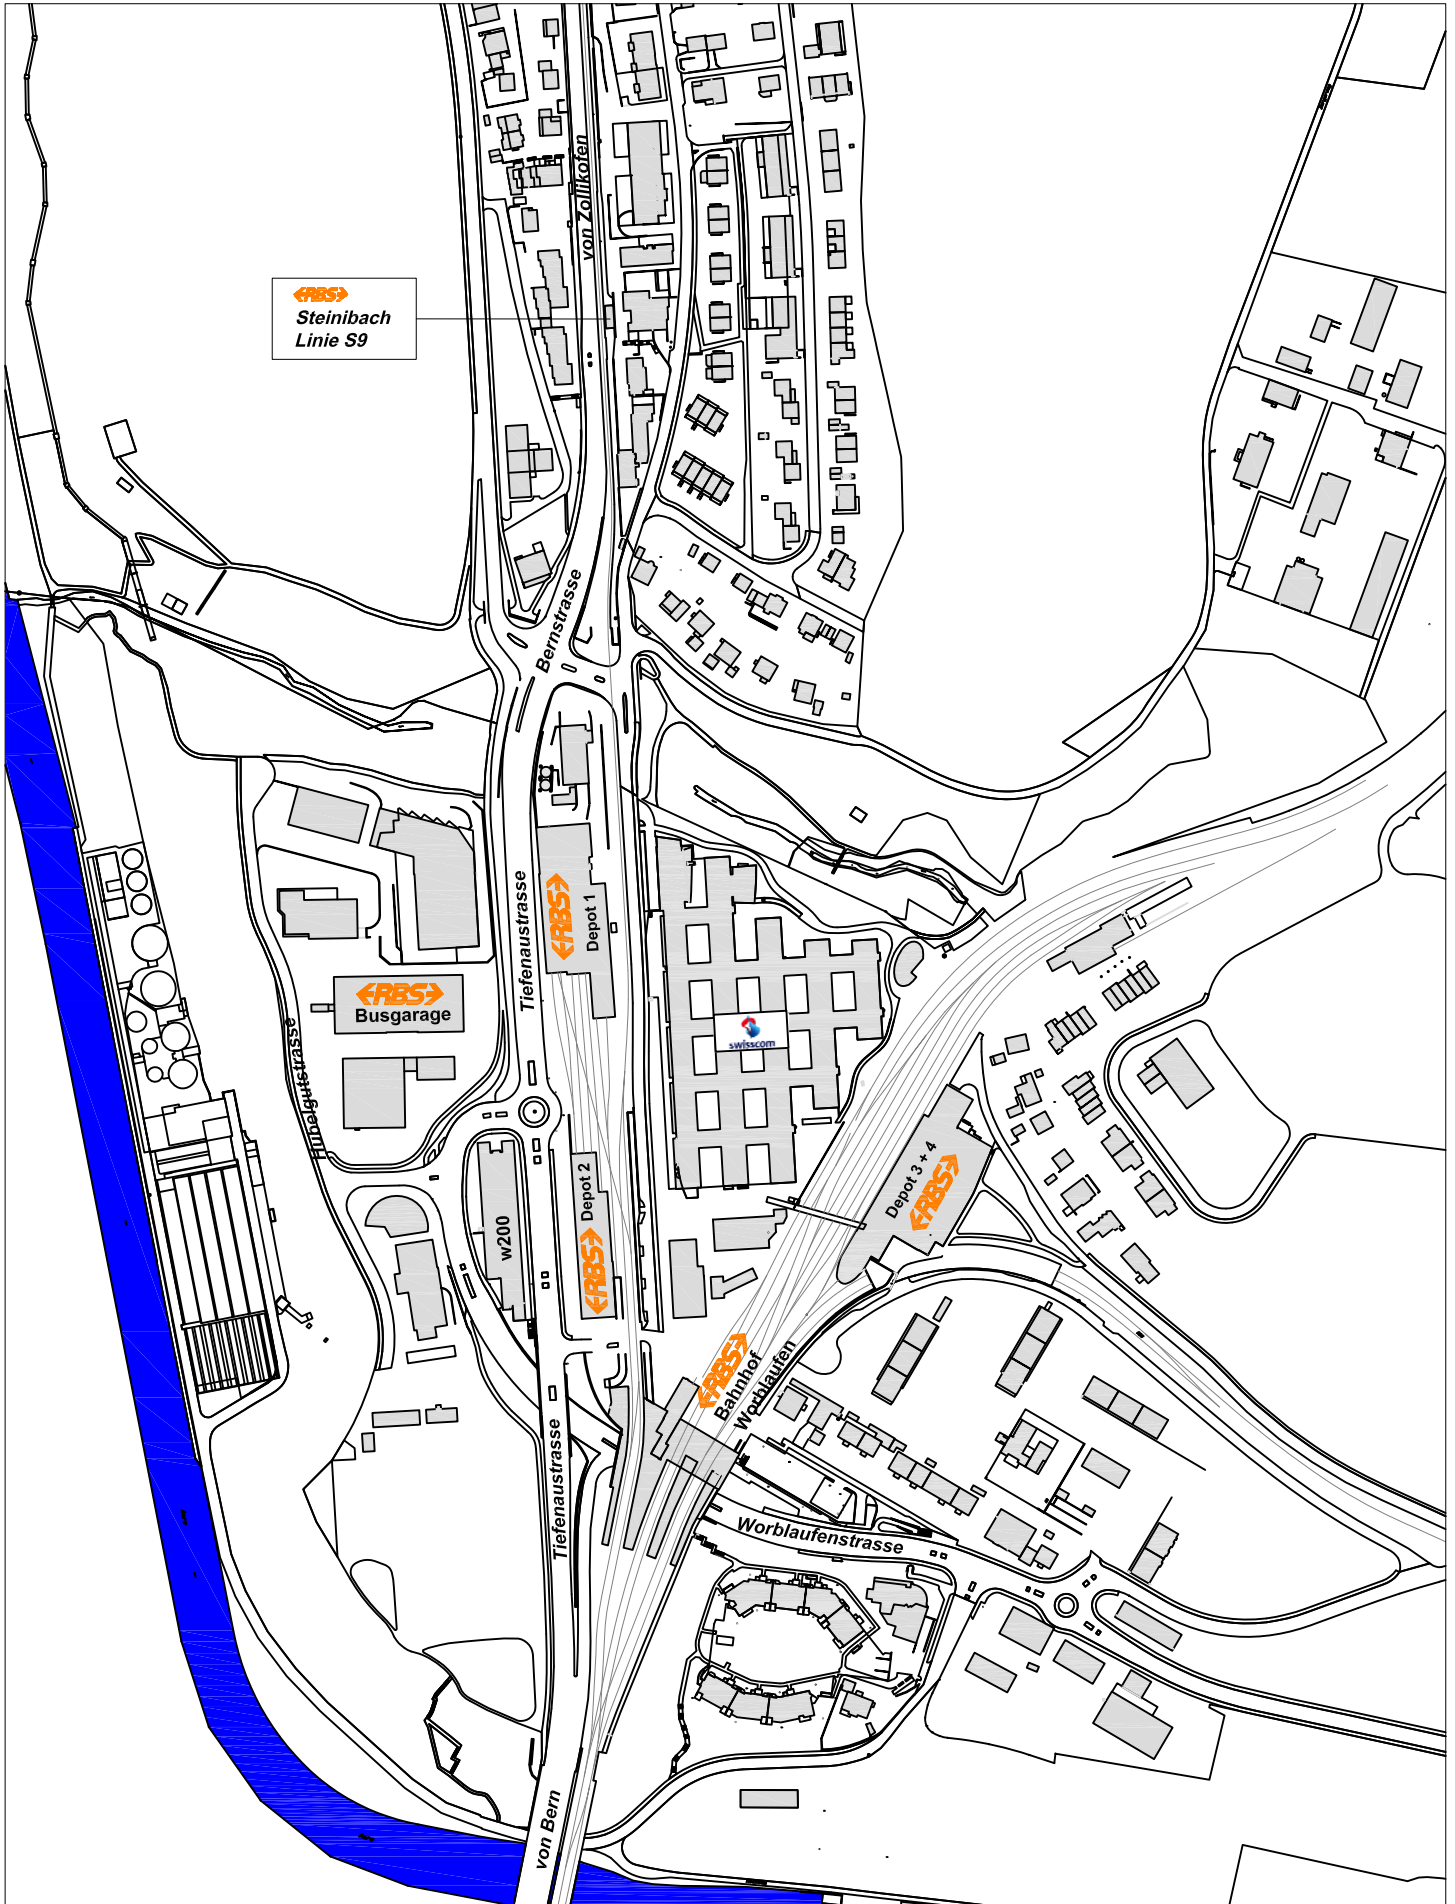 von Zollikofen
RBS
Steinibach
Linie S9
Bernstrasse
Tiefenaustrasse
RBS
Depot 1
RBS
Busgarage
Hubelgutstrasse
swisscom
Depot 2
RBS
w200
Depot 3 + 4
RBS
RBS
Bahnhof
Worblaufen
Tiefenaustrasse
Worblaufenstrasse
von Bern